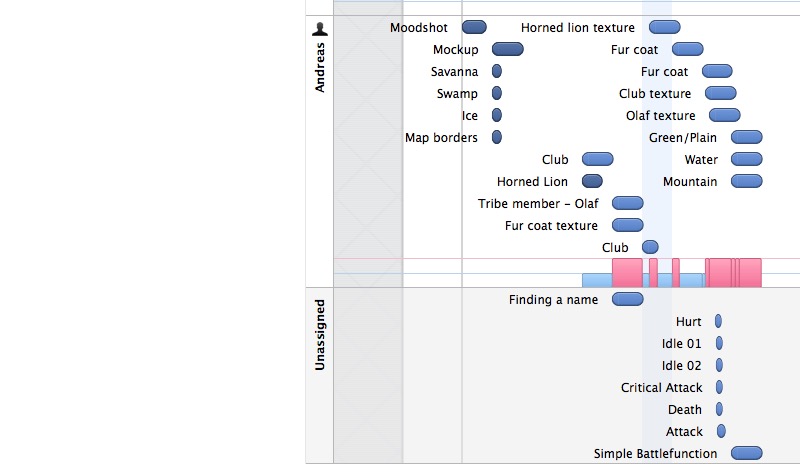 Andreas
Moodshot Horned lion texture
Mockup Fur coat
Savanna Fur coat
Swamp Club texture
Ice Olaf texture
Map borders Green/Plain
Club Water
Horned Lion Mountain
Tribe member - Olaf
Fur coat texture
Club
Unassigned
Finding a name
Hurt
Idle 01
Idle 02
Critical Attack
Death
Attack
Simple Battlefunction